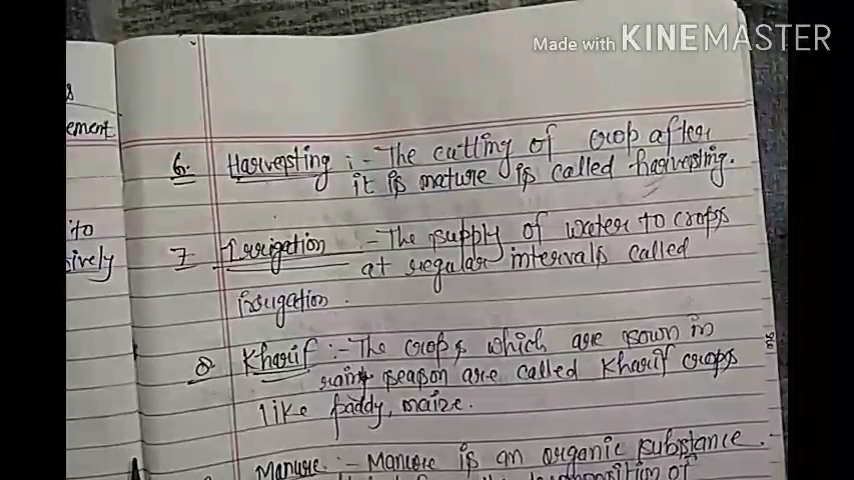 Made with KINEMASTER
ement
to
sively
6. Harvesting :- The cutting of crop after
it is mature is called harvesting.
7. Irrigation :- The supply of water to crops
at regular intervals called
irrigation.
8 Kharif :- The crops which are sown in
rainy season are called Kharif crops
like paddy, maize.
Manure :- Manure is an organic substance.
of